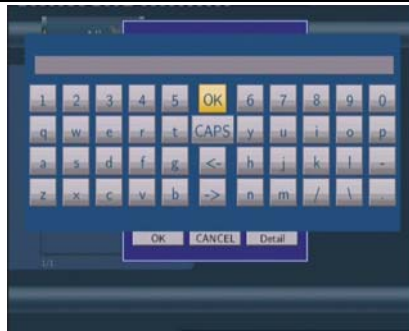 1 2 3 4 5 OK 6 7 8 9 0
q w e r t CAPS y u i o p
a s d f g <- h j k l -
z x c v b -> n m / \ .
OK CANCEL Detail
1/1